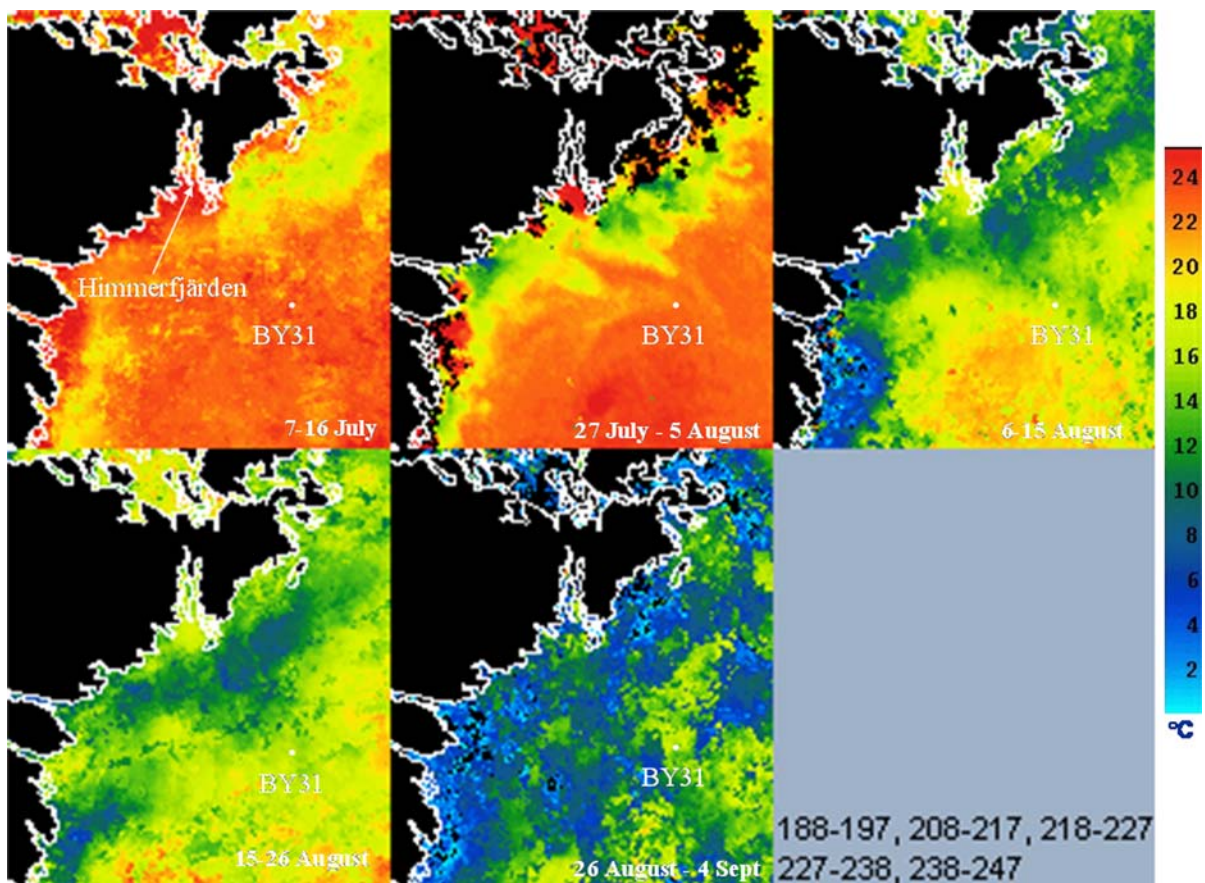 Himmerfjärden
BY31
7-16 July
BY31
27 July - 5 August
BY31
6-15 August
BY31
15-26 August
BY31
26 August - 4 Sept
188-197, 208-217, 218-227
227-238, 238-247
24
22
20
18
16
14
12
10
8
6
4
2
°C